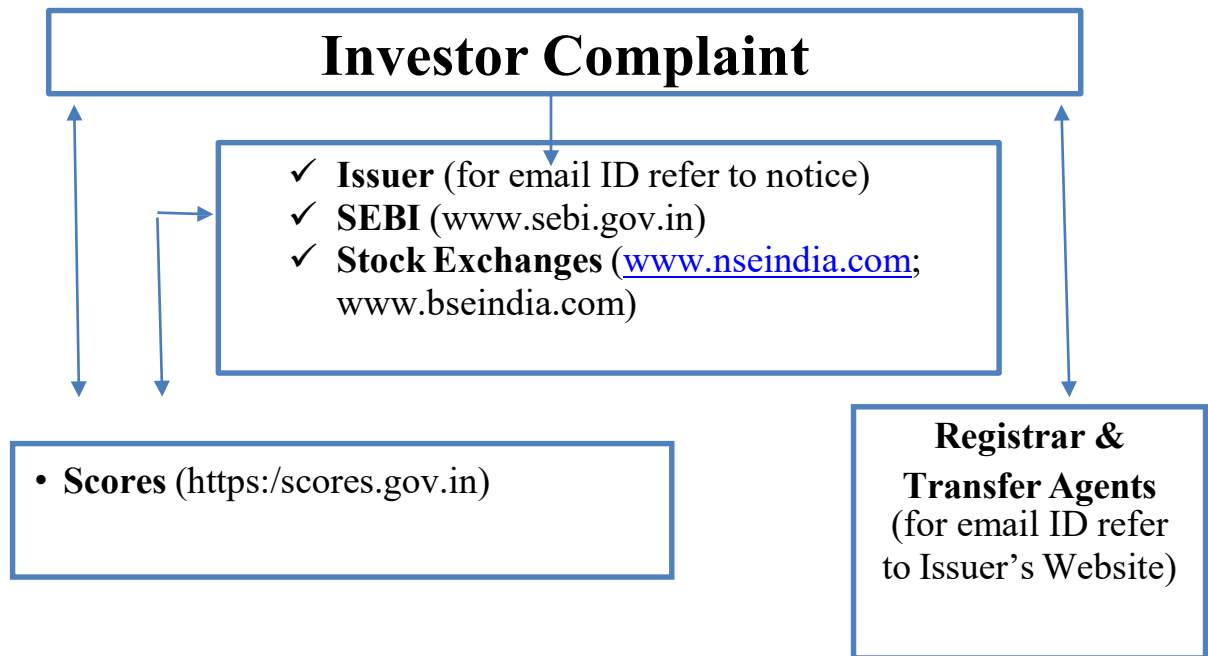 Investor Complaint
✓ Issuer (for email ID refer to notice)
✓ SEBI (www.sebi.gov.in)
✓ Stock Exchanges (www.nseindia.com;
www.bseindia.com)
• Scores (https:/scores.gov.in)
Registrar &
Transfer Agents
(for email ID refer
to Issuer’s Website)